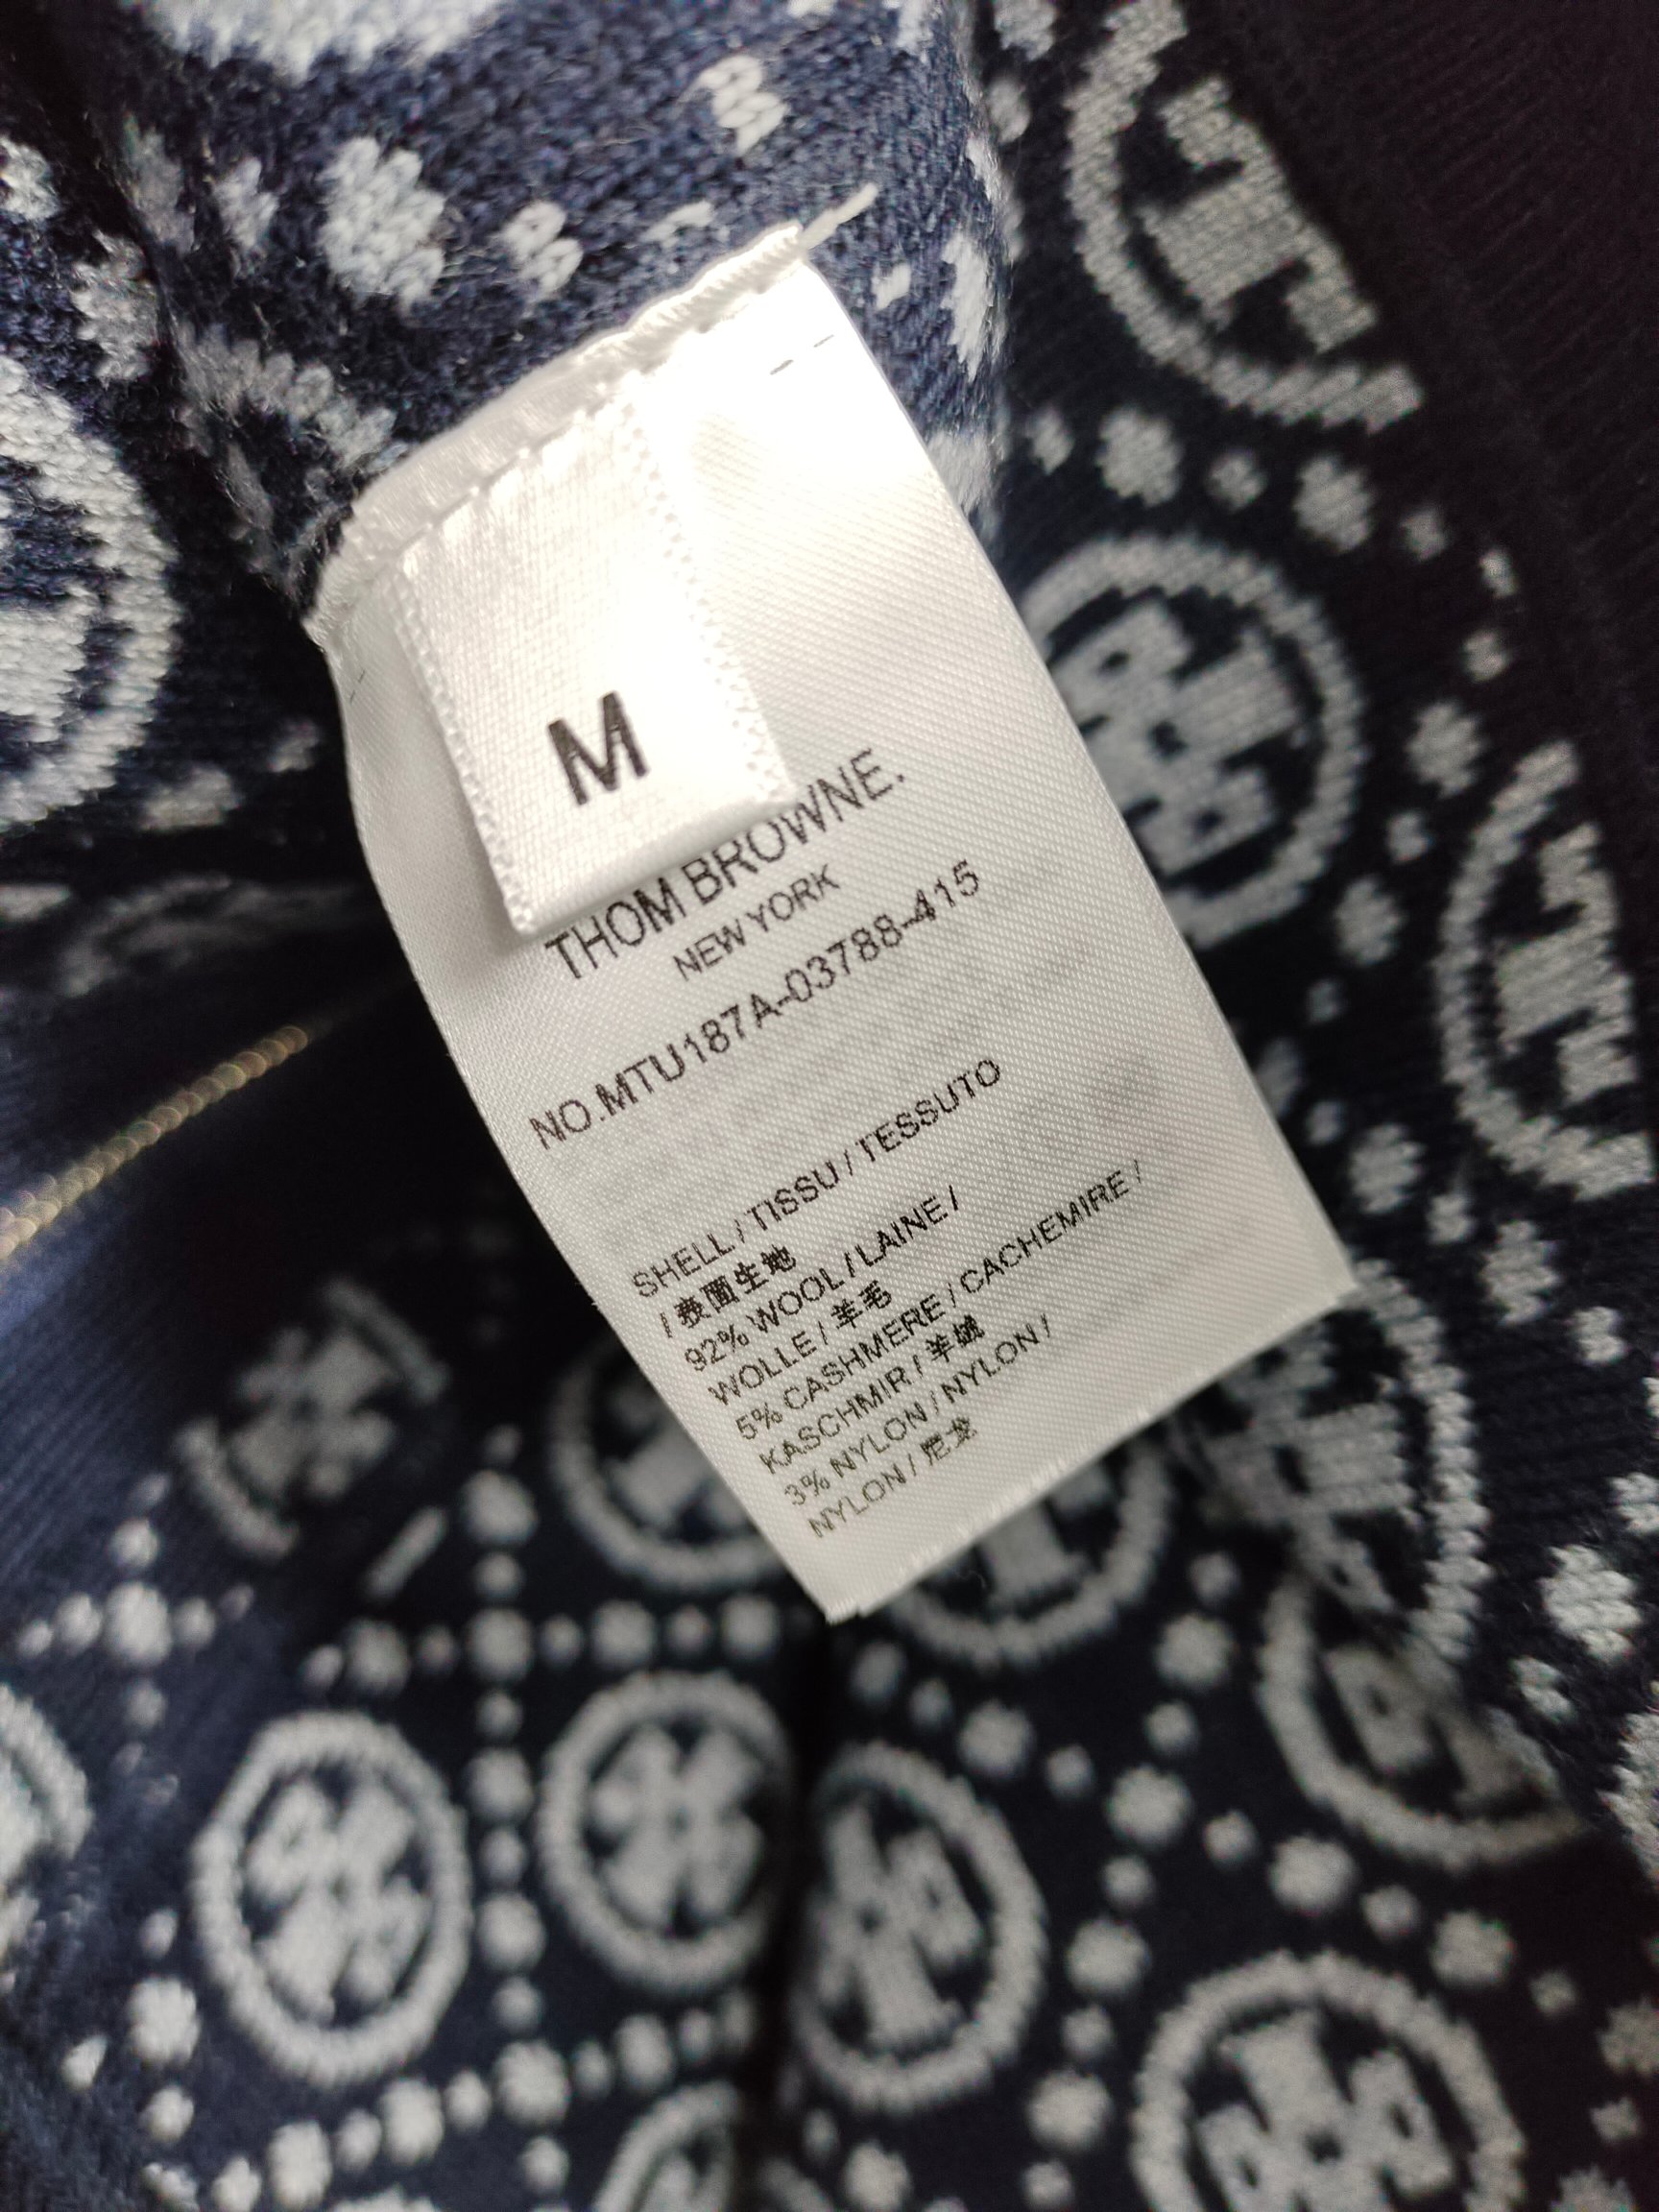 M
THOM BROWNE.
NEW YORK
NO.MTU187A-03788-415
SHELL / TISSU / TESSUTO
/ 表面生地
92% WOOL / LAINE /
WOLLE / 羊毛
5% CASHMERE / CACHEMIRE /
KASCHMIR / 羊绒
3% NYLON / NYLON /
NYLON / 尼龙